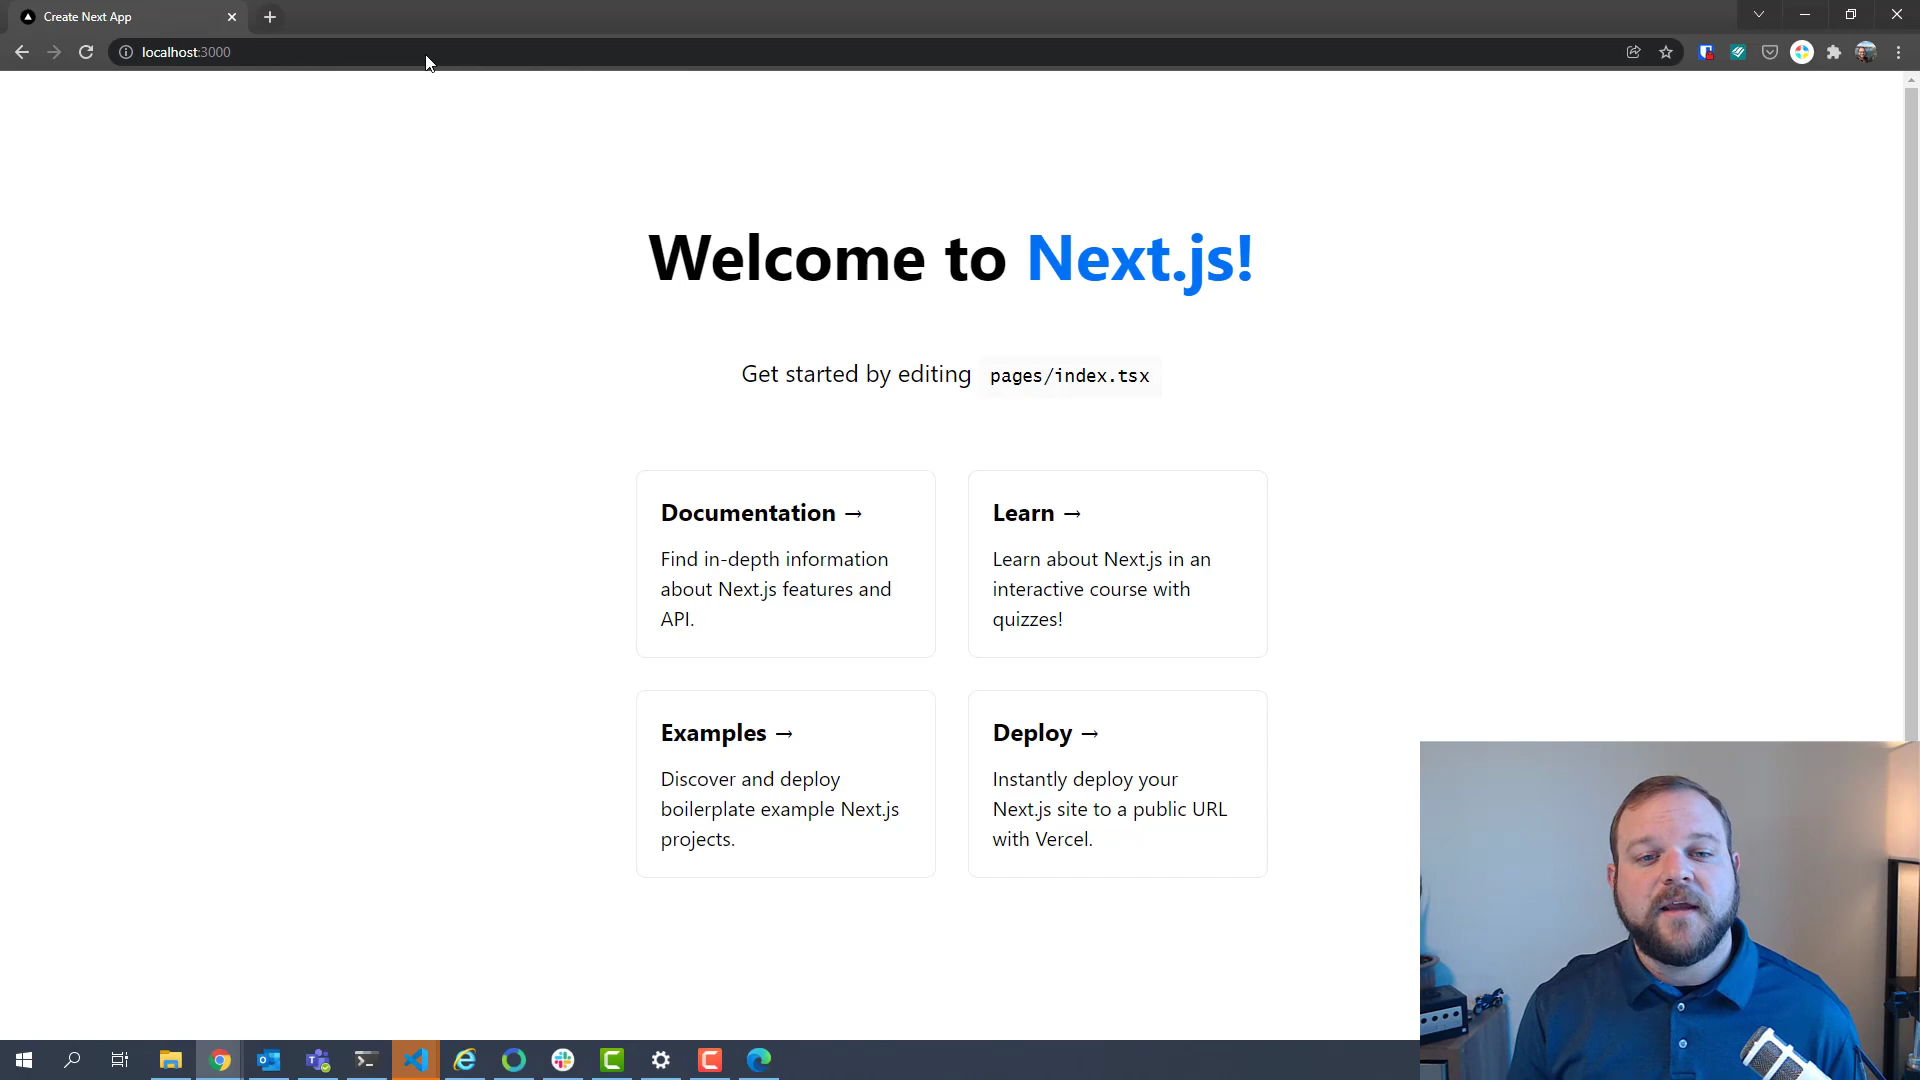 Create Next App
localhost:3000
Welcome to Next.js!
Get started by editing pages/index.tsx
Documentation →
Find in-depth information
about Next.js features and
API.
Learn →
Learn about Next.js in an
interactive course with
quizzes!
Examples →
Discover and deploy
boilerplate example Next.js
projects.
Deploy →
Instantly deploy your
Next.js site to a public URL
with Vercel.